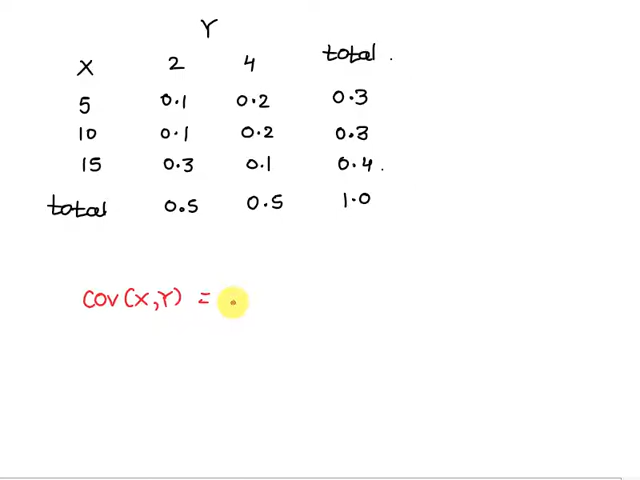 Y
X 2 4 total.
5 0.1 0.2 0.3
10 0.1 0.2 0.3
15 0.3 0.1 0.4.
total 0.5 0.5 1.0
cov(X,Y) =